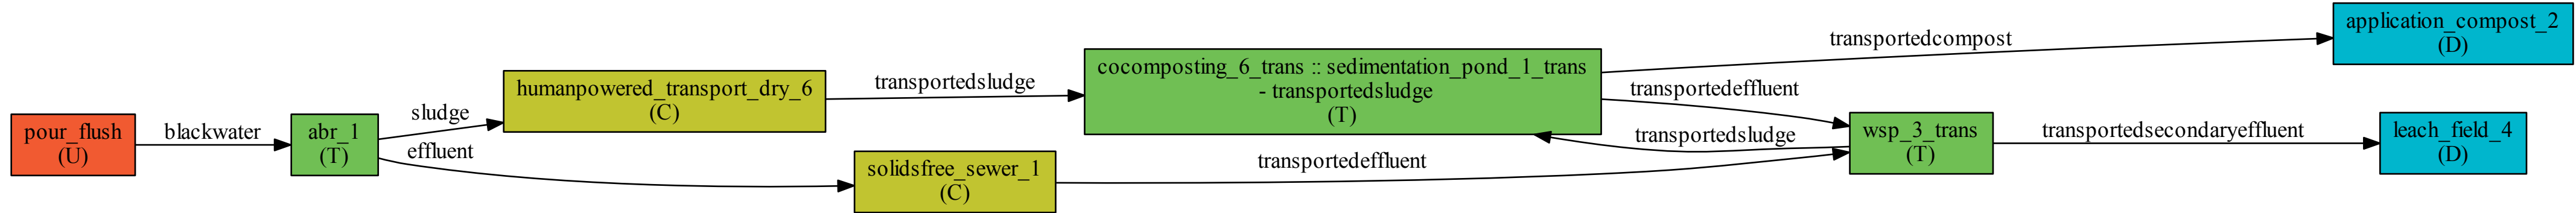 pour_flush
(U)
blackwater
abr_1
(T)
sludge
effluent
humanpowered_transport_dry_6
(C)
solidsfree_sewer_1
(C)
transportedsludge
transportedeffluent
cocomposting_6_trans :: sedimentation_pond_1_trans
- transportedsludge
(T)
transportedcompost
transportedeffluent
transportedsludge
wsp_3_trans
(T)
transportedsecondaryeffluent
application_compost_2
(D)
leach_field_4
(D)